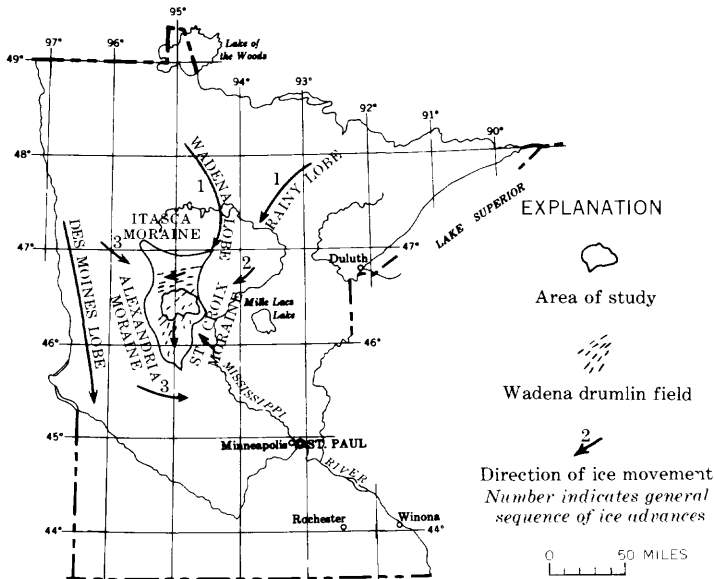 95°
97°
96°
Lake of
the Woods
49°
94°
93°
92°
91°
90°
48°
WADENA LOBE
1
1
RAINY LOBE
ITASCA
MORAINE
LAKE SUPERIOR
47°
3
2
47°
Duluth
DES MOINES LOBE
ALEXANDRIA
MORAINE
ST. CROIX
MORAINE
Mille Lacs
Lake
46°
46°
3
MISSISSIPPI
45°
Minneapolis
ST. PAUL
RIVER
Rochester
Winona
44°
44°
EXPLANATION
Area of study
Wadena drumlin field
2
Direction of ice movement
Number indicates general
sequence of ice advances
0
50 MILES